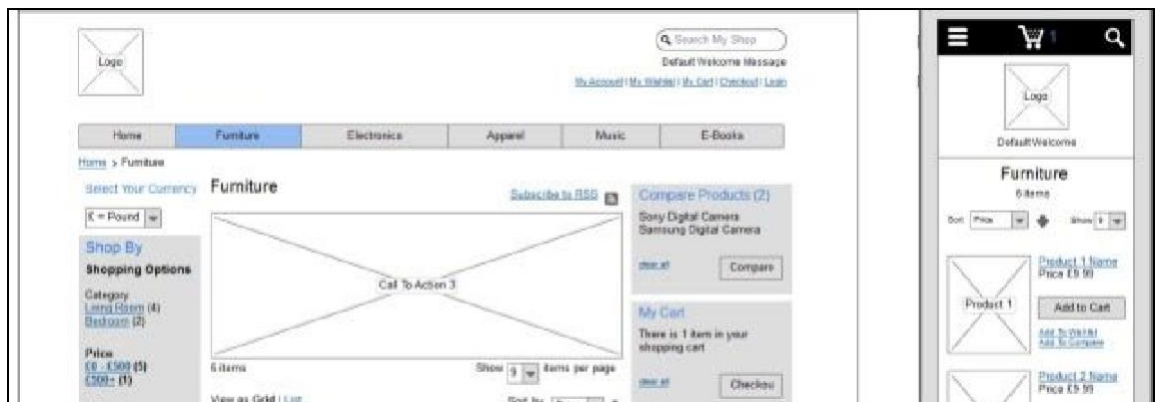 Logo
Search My Shop
Default Welcome Message
My Account | My Wishlist | My Cart | Checkout | Login
Home Furniture Electronics Apparel Music E-Books
Home > Furniture
Select Your Currency
£ = Pound
Shop By
Shopping Options
Category
Living Room (4)
Bedroom (2)
Price
£0 - £500 (5)
£500+ (1)
Furniture
Subscribe to RSS
Call To Action 3
6 items
Show 9 items per page
View as Grid | List
Sort by
Compare Products (2)
Sony Digital Camera
Samsung Digital Camera
clear all
Compare
My Cart
There is 1 item in your
shopping cart
Checkou
1
Logo
Default Welcome
Furniture
6 items
Sort Price Show 9
Product 1
Product 1 Name
Price £9.99
Add to Cart
Add To Wishlist
Add To Compare
Product 2 Name
Price £9.99